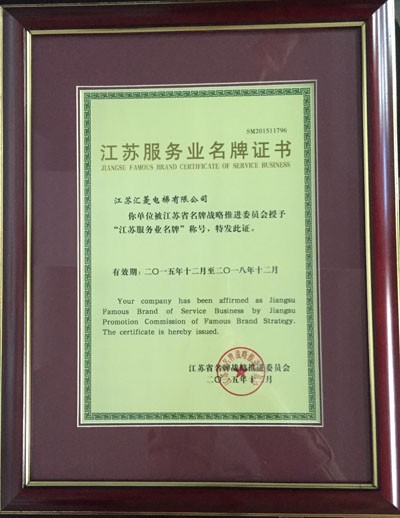 SM201511796
江苏服务业名牌证书
JIANGSU FAMOUS BRAND CERTIFICATE OF SERVICE BUSINESS
江苏汇菱电梯有限公司
你单位被江苏省名牌战略推进委员会授予
“江苏服务业名牌”称号，特发此证。
有效期：二〇一五年十二月至二〇一八年十二月
Your company has been affirmed as Jiangsu
Famous Brand of Service Business by Jiangsu
Promotion Commission of Famous Brand Strategy.
The certificate is hereby issued.
江苏省名牌战略推进委员会
二〇一五年十二月